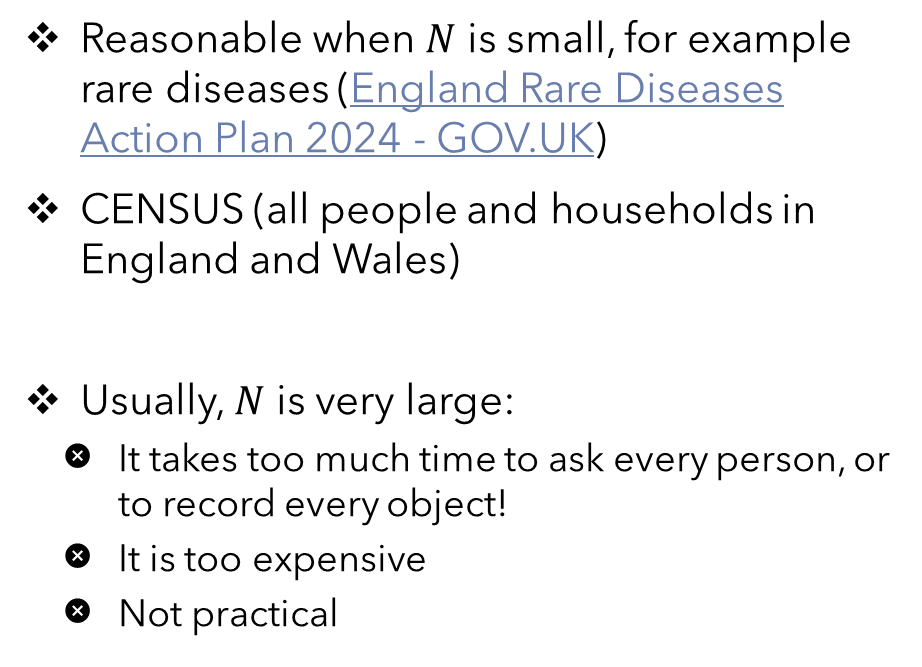 ❖ Reasonable when N is small, for example
rare diseases (England Rare Diseases
Action Plan 2024 - GOV.UK)
❖ CENSUS (all people and households in
England and Wales)
❖ Usually, N is very large:
It takes too much time to ask every person, or
to record every object!
It is too expensive
Not practical